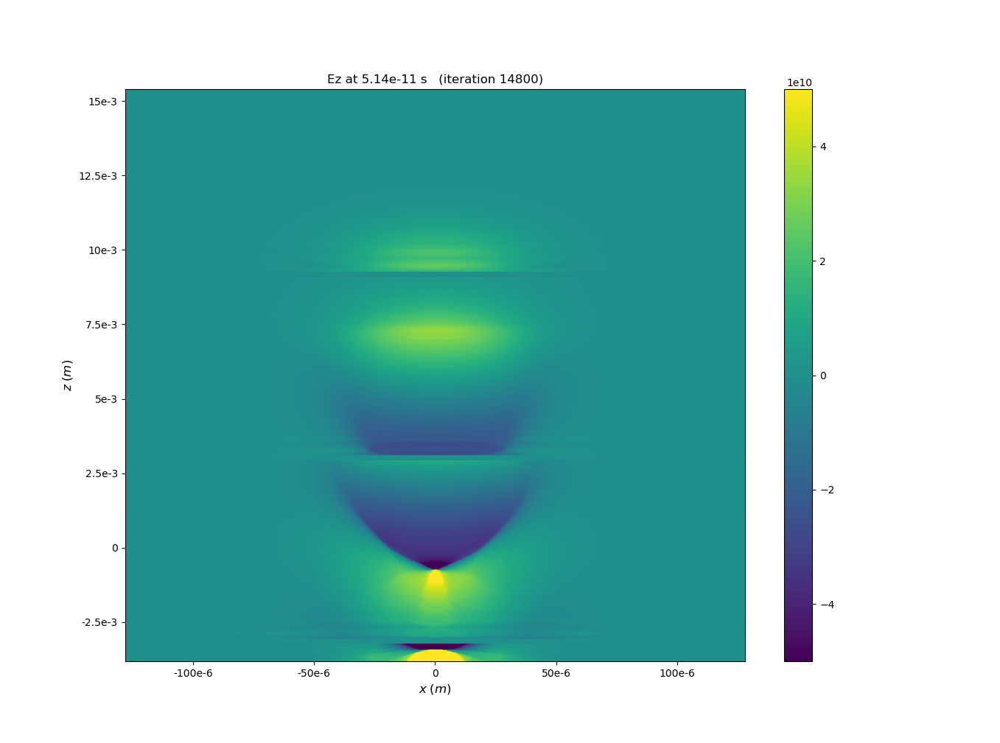 Ez at 5.14e-11 s   (iteration 14800)
1e10
15e-3
12.5e-3
10e-3
7.5e-3
5e-3
2.5e-3
0
-2.5e-3
z (m)
-100e-6
-50e-6
0
50e-6
100e-6
x (m)
4
2
0
−2
−4